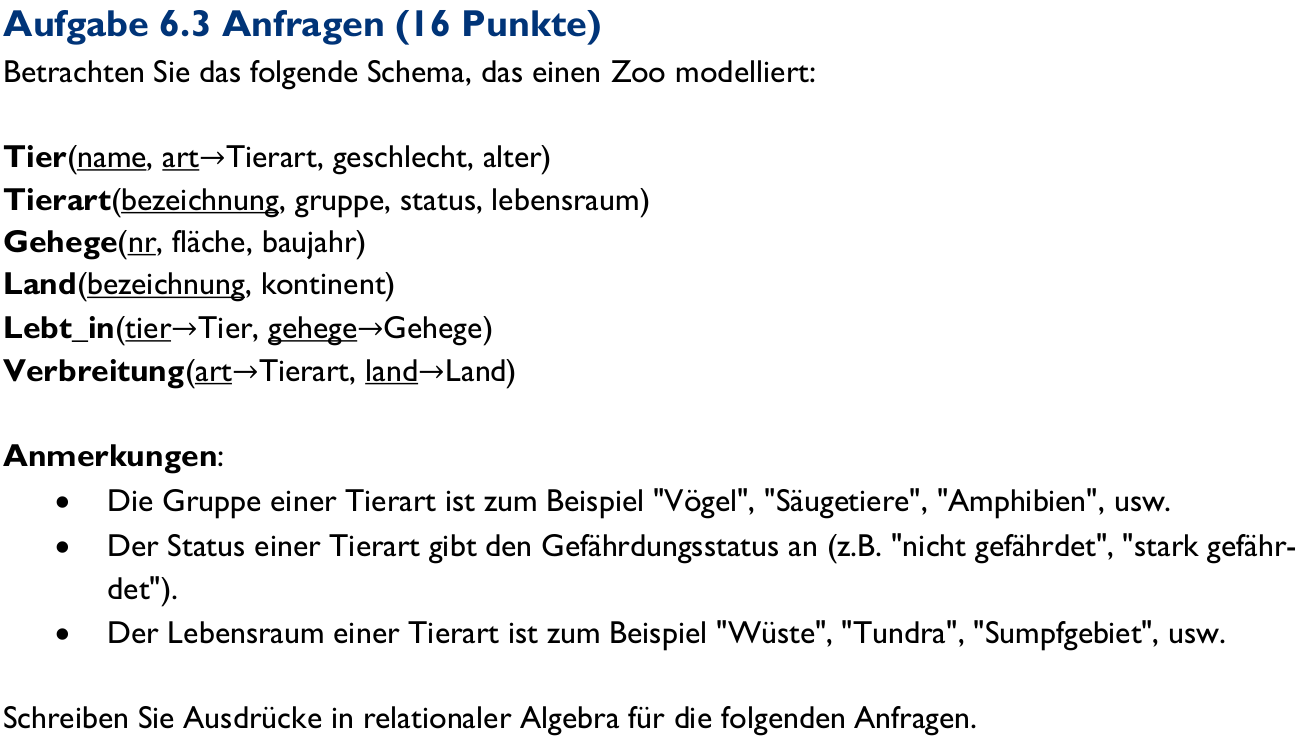 Aufgabe 6.3 Anfragen (16 Punkte)
Betrachten Sie das folgende Schema, das einen Zoo modelliert:
Tier(name, art→Tierart, geschlecht, alter)
Tierart(bezeichnung, gruppe, status, lebensraum)
Gehege(nr, fläche, baujahr)
Land(bezeichnung, kontinent)
Lebt_in(tier→Tier, gehege→Gehege)
Verbreitung(art→Tierart, land→Land)
Anmerkungen:
• Die Gruppe einer Tierart ist zum Beispiel "Vögel", "Säugetiere", "Amphibien", usw.
• Der Status einer Tierart gibt den Gefährdungsstatus an (z.B. "nicht gefährdet", "stark gefähr-
det").
• Der Lebensraum einer Tierart ist zum Beispiel "Wüste", "Tundra", "Sumpfgebiet", usw.
Schreiben Sie Ausdrücke in relationaler Algebra für die folgenden Anfragen.